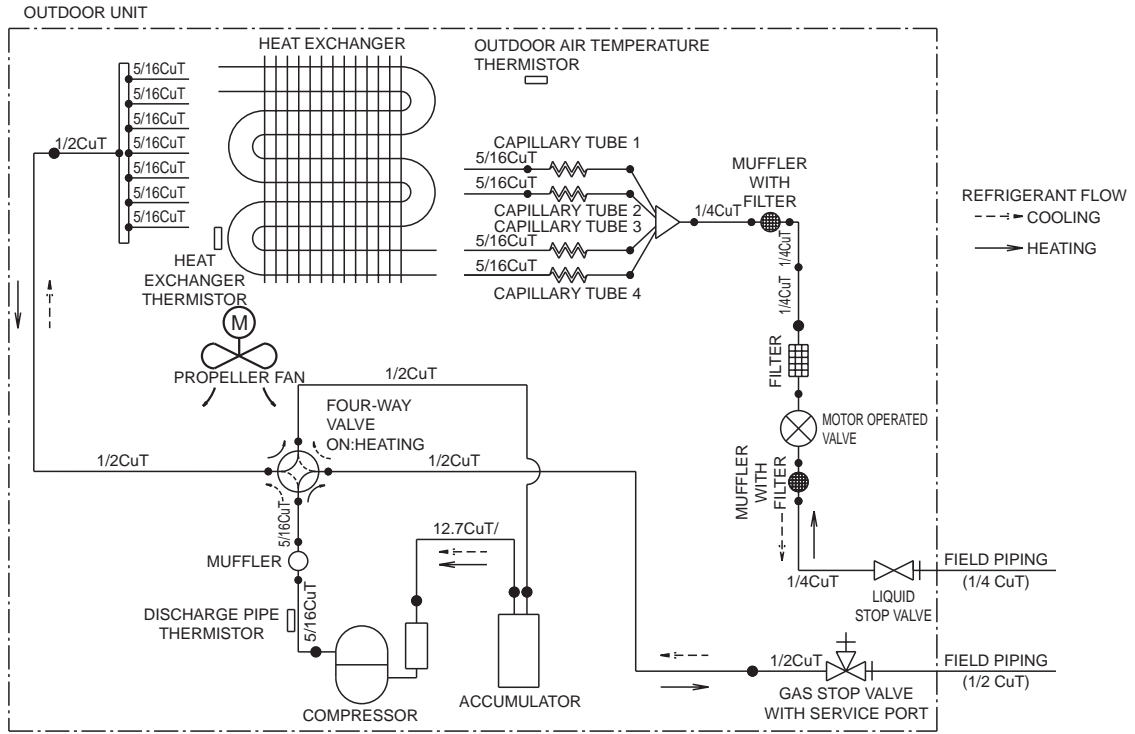 OUTDOOR UNIT
HEAT EXCHANGER
OUTDOOR AIR TEMPERATURE
THERMISTOR
5/16CuT
5/16CuT
5/16CuT
5/16CuT
5/16CuT
5/16CuT
5/16CuT
1/2CuT
HEAT
EXCHANGER
THERMISTOR
CAPILLARY TUBE 1
5/16CuT
5/16CuT
CAPILLARY TUBE 2
CAPILLARY TUBE 3
5/16CuT
5/16CuT
CAPILLARY TUBE 4
1/4CuT
MUFFLER
WITH
FILTER
1/4CuT
1/4CuT
REFRIGERANT FLOW
COOLING
HEATING
M
PROPELLER FAN
1/2CuT
FOUR-WAY
VALVE
ON:HEATING
1/2CuT
1/2CuT
FILTER
MOTOR OPERATED
VALVE
MUFFLER
WITH
FILTER
5/16CuT
MUFFLER
12.7CuT/
DISCHARGE PIPE
THERMISTOR
5/16CuT
COMPRESSOR
ACCUMULATOR
1/4CuT
LIQUID
STOP VALVE
FIELD PIPING
(1/4 CuT)
1/2CuT
GAS STOP VALVE
WITH SERVICE PORT
FIELD PIPING
(1/2 CuT)